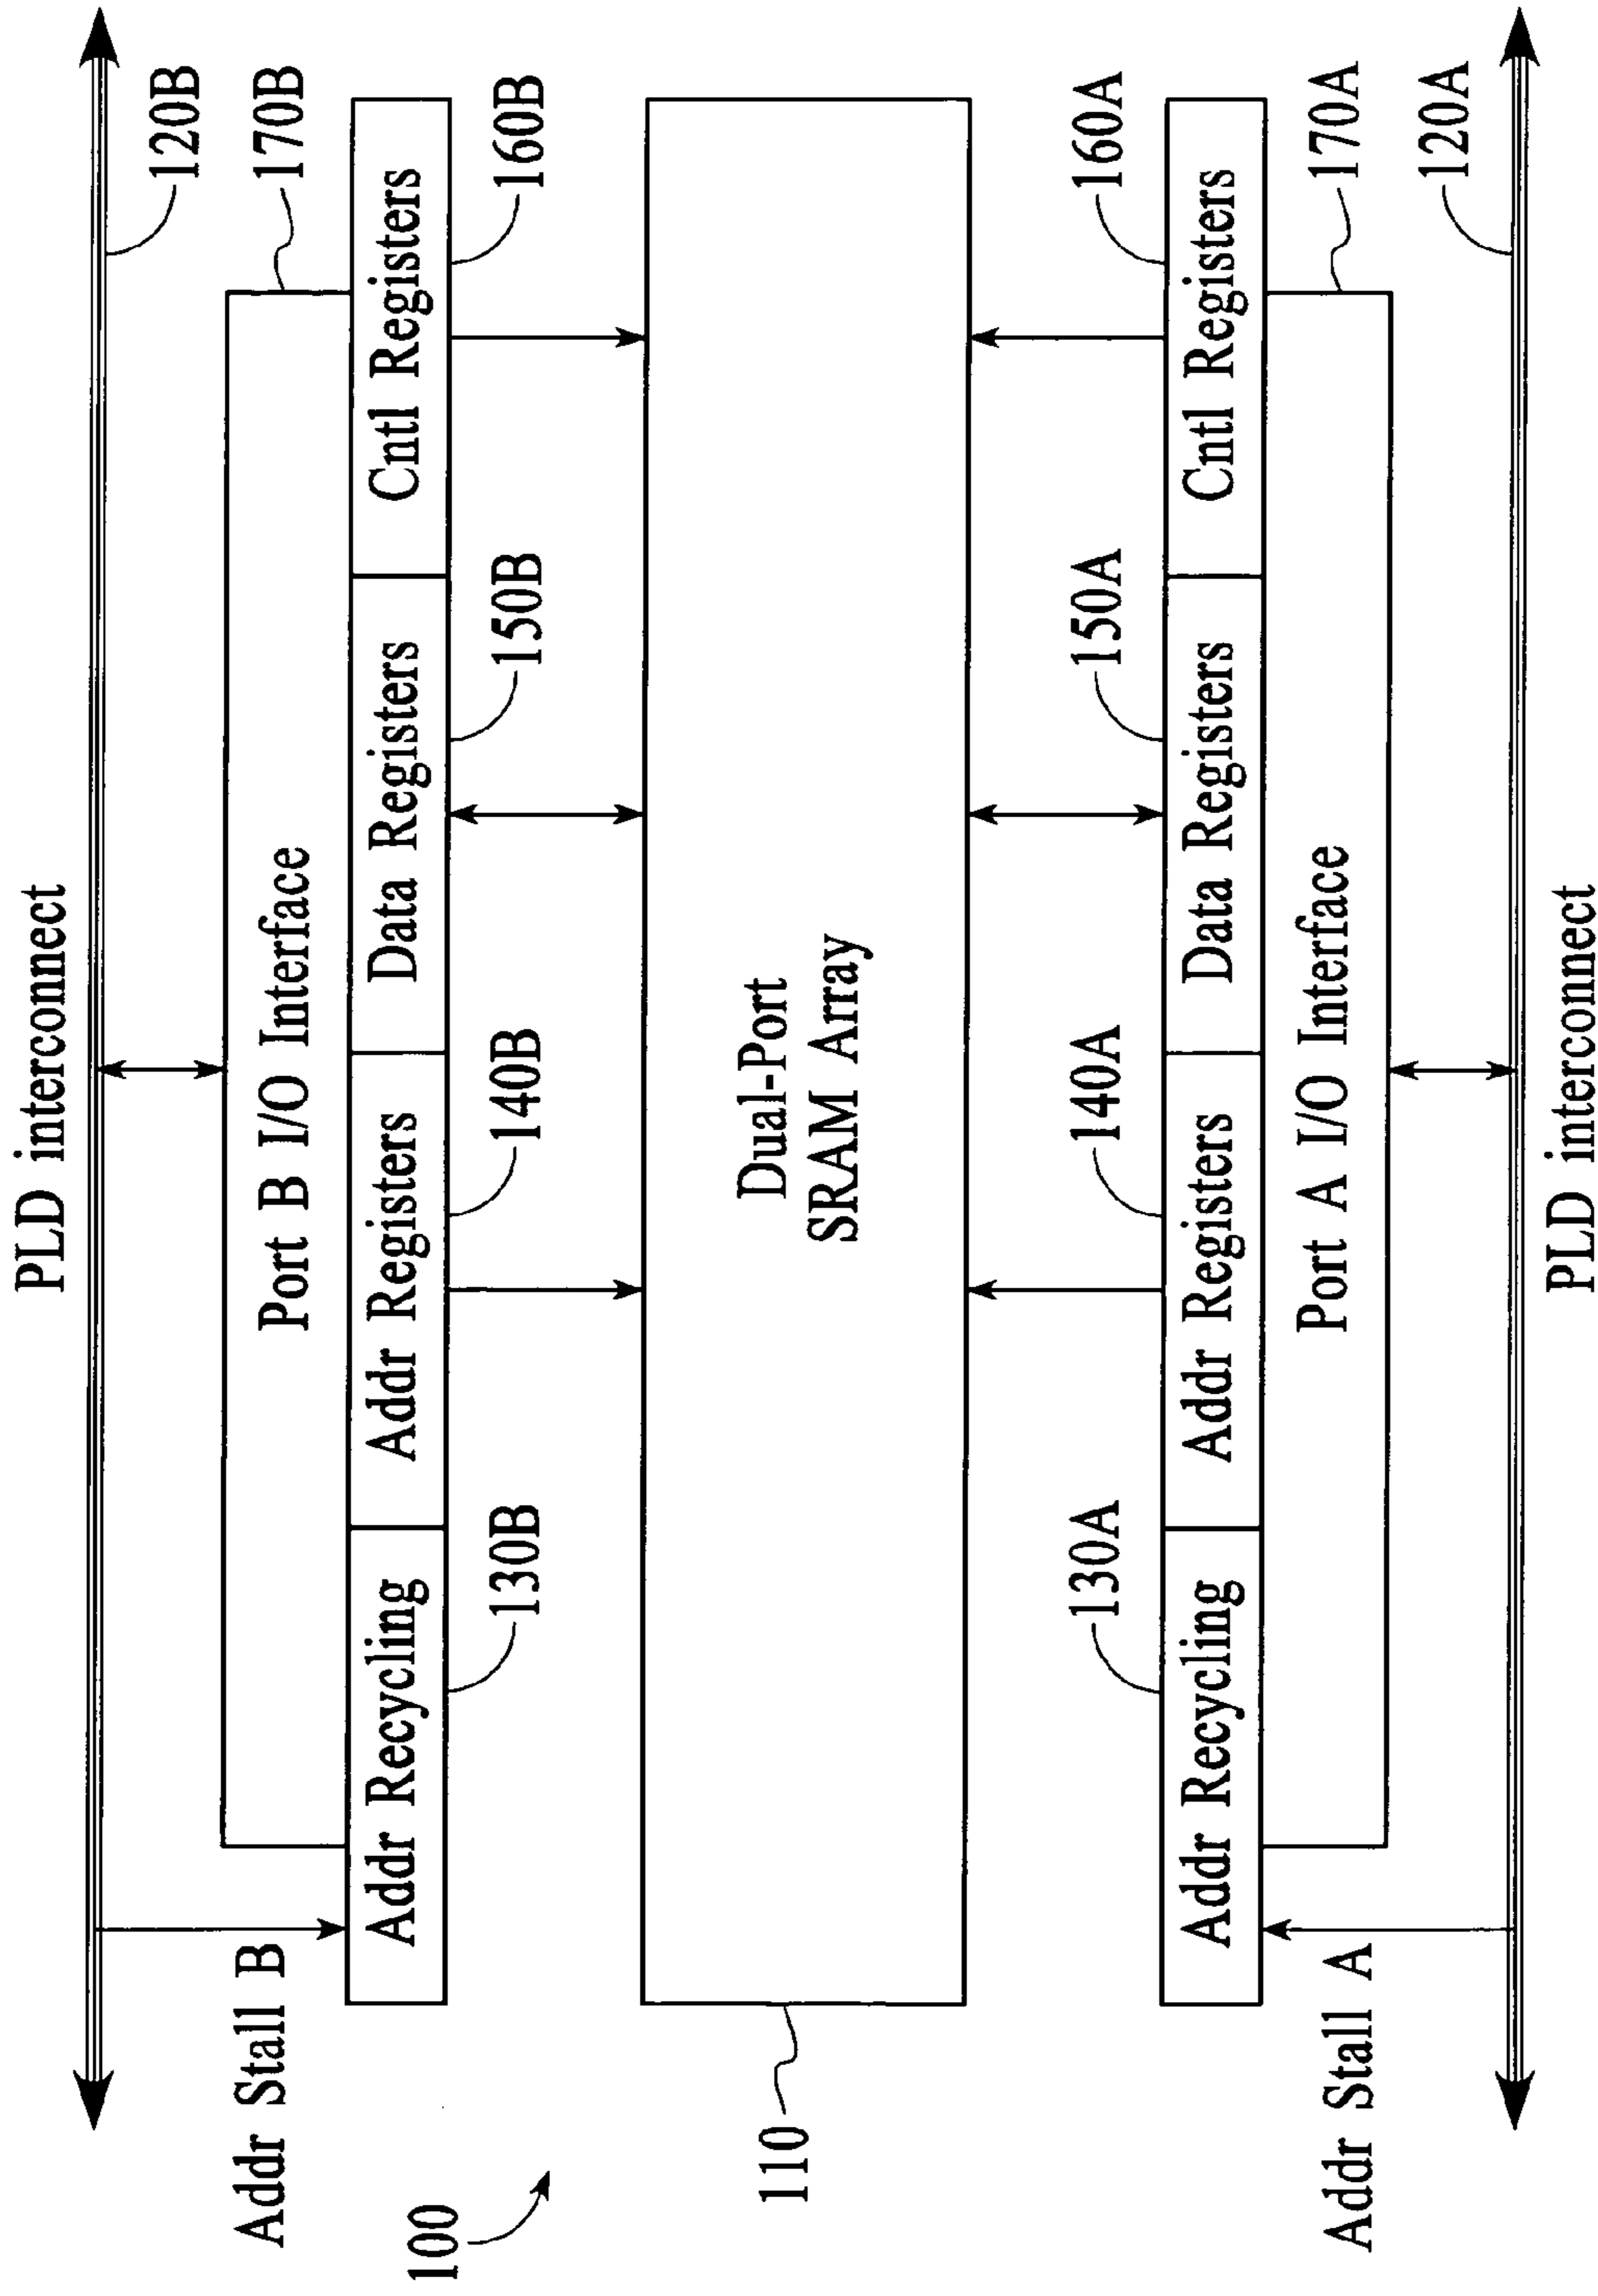 PLD interconnect
120B
Addr Stall B
Port B I/O Interface
170B
Addr Recycling
Addr Registers
Data Registers
Cntl Registers
100
130B
140B
150B
160B
110
Dual-Port
SRAM Array
130A
140A
150A
160A
Addr Recycling
Addr Registers
Data Registers
Cntl Registers
Addr Stall A
Port A I/O Interface
170A
120A
PLD interconnect